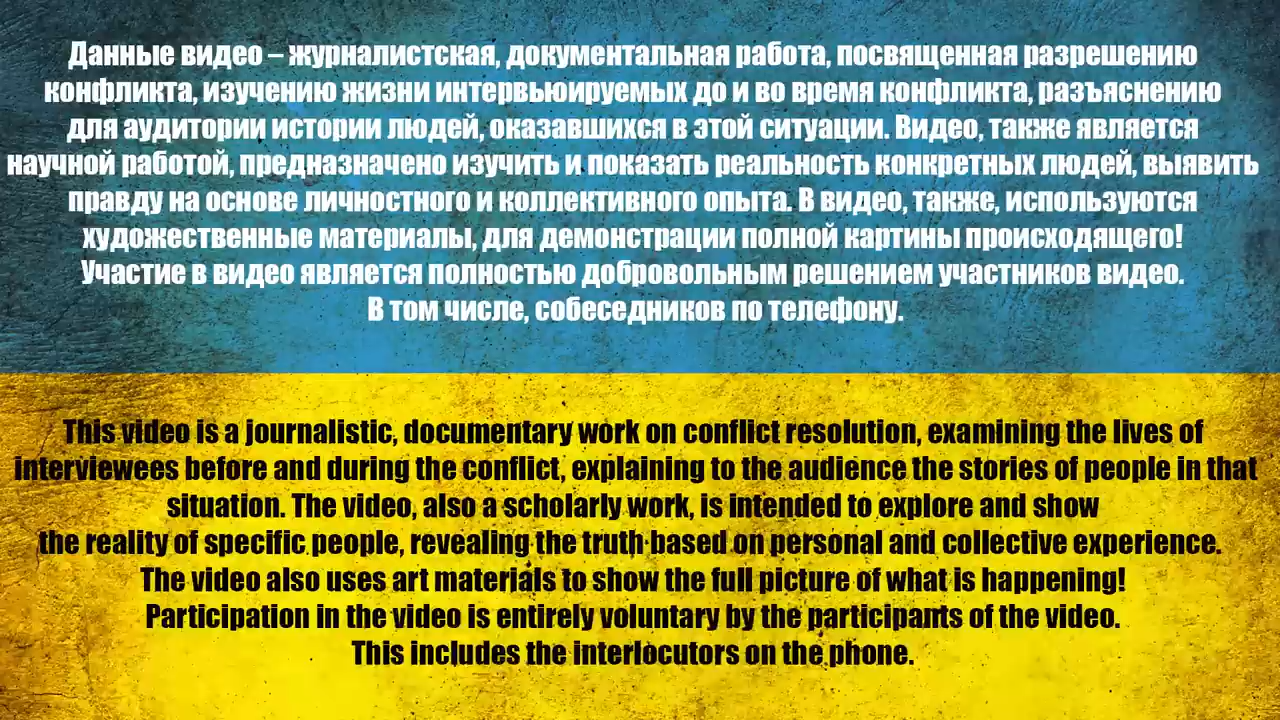 Данные видео – журналистская, документальная работа, посвященная разрешению
конфликта, изучению жизни интервьюируемых до и во время конфликта, разъяснению
для аудитории истории людей, оказавшихся в этой ситуации. Видео, также является
научной работой, предназначено изучить и показать реальность конкретных людей, выявить
правду на основе личностного и коллективного опыта. В видео, также, используются
художественные материалы, для демонстрации полной картины происходящего!
Участие в видео является полностью добровольным решением участников видео.
В том числе, собеседников по телефону.
This video is a journalistic, documentary work on conflict resolution, examining the lives of
interviewees before and during the conflict, explaining to the audience the stories of people in that
situation. The video, also a scholarly work, is intended to explore and show
the reality of specific people, revealing the truth based on personal and collective experience.
The video also uses art materials to show the full picture of what is happening!
Participation in the video is entirely voluntary by the participants of the video.
This includes the interlocutors on the phone.